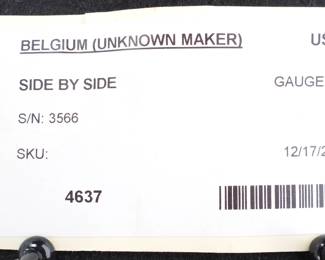 BELGIUM (UNKNOWN MAKER) US
SIDE BY SIDE GAUGE
S/N: 3566
SKU: 12/17/2
4637